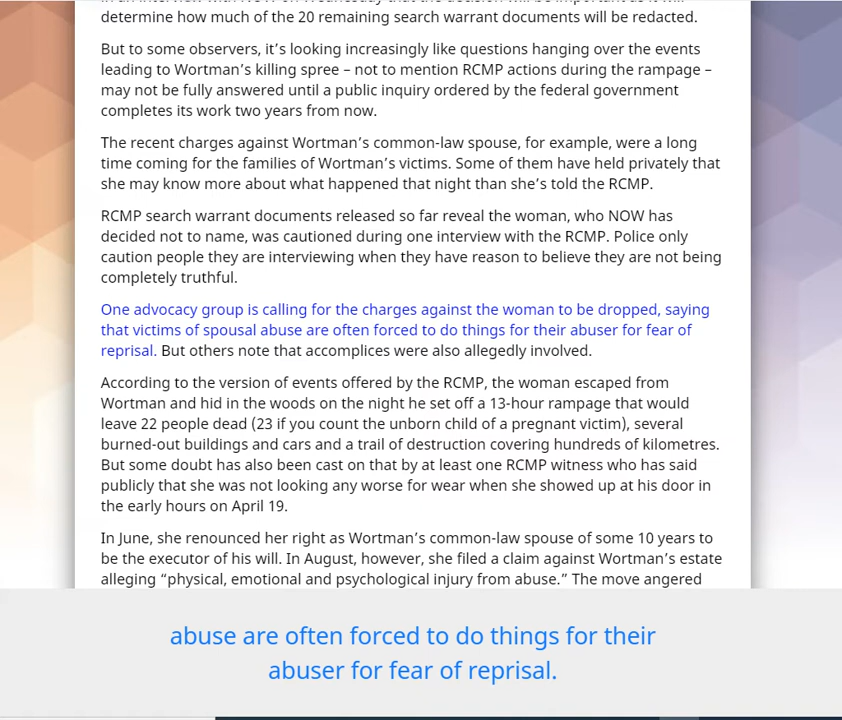 determine how much of the 20 remaining search warrant documents will be redacted.
But to some observers, it’s looking increasingly like questions hanging over the events
leading to Wortman’s killing spree – not to mention RCMP actions during the rampage –
may not be fully answered until a public inquiry ordered by the federal government
completes its work two years from now.
The recent charges against Wortman’s common-law spouse, for example, were a long
time coming for the families of Wortman’s victims. Some of them have held privately that
she may know more about what happened that night than she’s told the RCMP.
RCMP search warrant documents released so far reveal the woman, who NOW has
decided not to name, was cautioned during one interview with the RCMP. Police only
caution people they are interviewing when they have reason to believe they are not being
completely truthful.
One advocacy group is calling for the charges against the woman to be dropped, saying
that victims of spousal abuse are often forced to do things for their abuser for fear of
reprisal. But others note that accomplices were also allegedly involved.
According to the version of events offered by the RCMP, the woman escaped from
Wortman and hid in the woods on the night he set off a 13-hour rampage that would
leave 22 people dead (23 if you count the unborn child of a pregnant victim), several
burned-out buildings and cars and a trail of destruction covering hundreds of kilometres.
But some doubt has also been cast on that by at least one RCMP witness who has said
publicly that she was not looking any worse for wear when she showed up at his door in
the early hours on April 19.
In June, she renounced her right as Wortman’s common-law spouse of some 10 years to
be the executor of his will. In August, however, she filed a claim against Wortman’s estate
alleging “physical, emotional and psychological injury from abuse.” The move angered
abuse are often forced to do things for their
abuser for fear of reprisal.